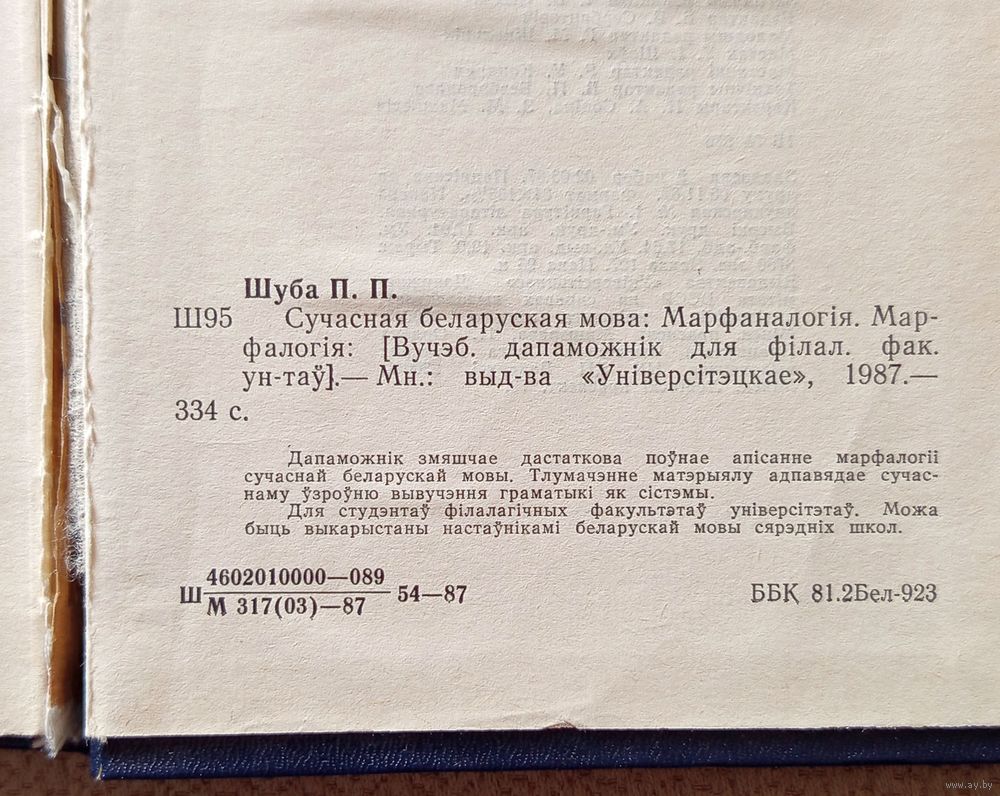 Шуба П. П.
Ш95 Сучасная беларуская мова: Марфаналогія. Мар-
фалогія: [Вучэб. дапаможнік для філал. фак.
ун-таў].— Мн.: выд-ва «Універсітэцкае», 1987.—
334 с.
Дапаможнік змяшчае дастаткова поўнае апісанне марфалогіі
сучаснай беларускай мовы. Тлумачэнне матэрыялу адпавядае сучас-
наму ўзроўню вывучэння граматыкі як сістэмы.
Для студэнтаў філалагічных факультэтаў універсітэтаў. Можа
быць выкарыстаны настаўнікамі беларускай мовы сярэдніх школ.
Ш 4602010000—089 54—87 ББК 81.2Бел-923
М 317(03)—87
www.ay.by